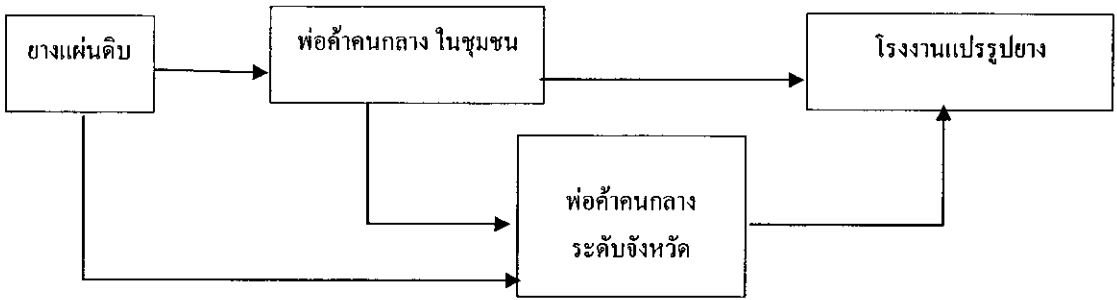 ยางแผ่นดิบ
พ่อค้าคนกลาง ในชุมชน
โรงงานแปรรูปยาง
พ่อค้าคนกลาง
ระดับจังหวัด